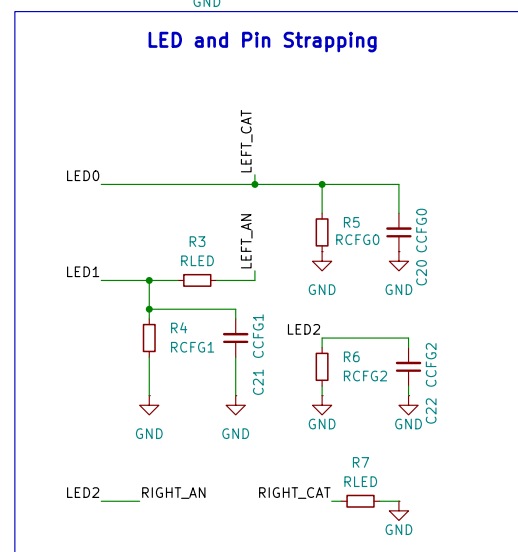 GND
LED and Pin Strapping
LEFT_CAT
LED0
R5
RCFG0
C20 CCFG0
LEFT_AN
R3
RLED
LED1
GND
GND
R4
RCFG1
C21 CCFG1
LED2
R6
RCFG2
C22 CCFG2
GND
GND
GND
GND
LED2
RIGHT_AN
RIGHT_CAT
R7
RLED
GND